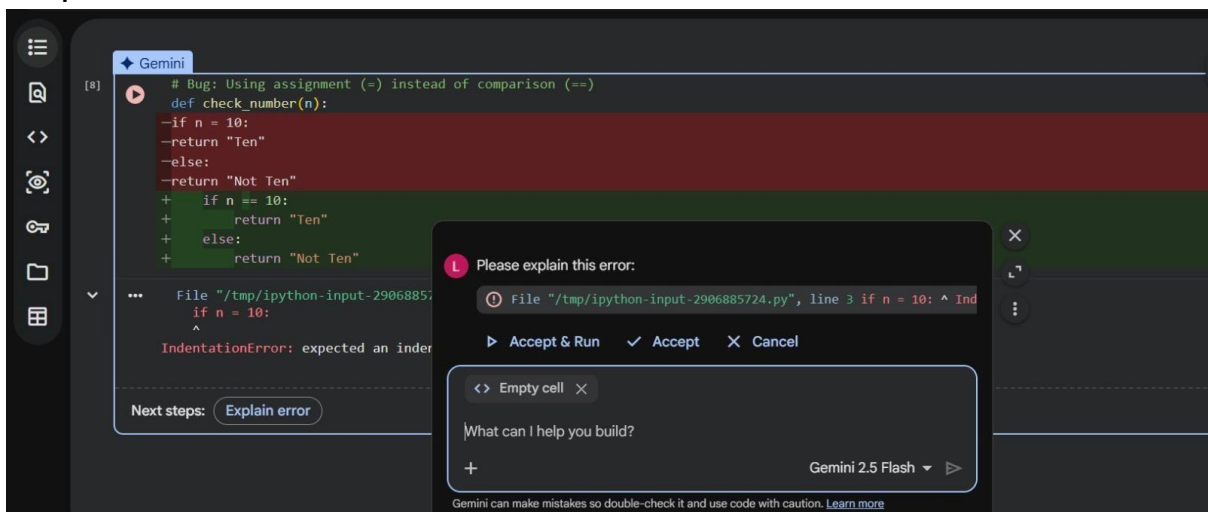 Gemini
[8]
# Bug: Using assignment (=) instead of comparison (==)
def check_number(n):
—if n = 10:
—return "Ten"
—else:
—return "Not Ten"
+ if n == 10:
+ return "Ten"
+ else:
+ return "Not Ten"
File "/tmp/ipython-input-2906885
if n = 10:
^
IndentationError: expected an inden
Next steps: Explain error
L Please explain this error:
File "/tmp/ipython-input-2906885724.py", line 3 if n = 10: ^ Ind
Accept & Run Accept Cancel
Empty cell
What can I help you build?
Gemini 2.5 Flash
Gemini can make mistakes so double-check it and use code with caution. Learn more